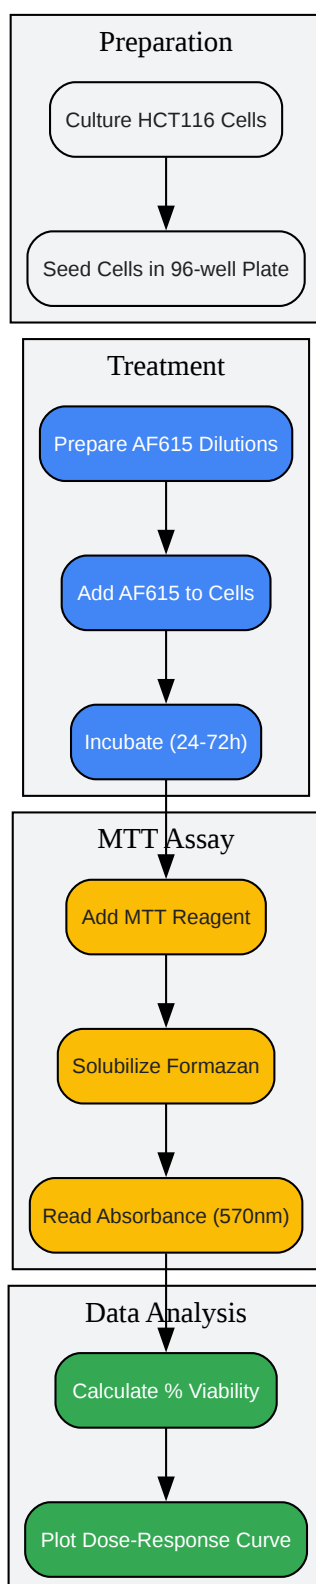 Preparation
Culture HCT116 Cells
Seed Cells in 96-well Plate
Treatment
Prepare AF615 Dilutions
Add AF615 to Cells
Incubate (24-72h)
MTT Assay
Add MTT Reagent
Solubilize Formazan
Read Absorbance (570nm)
Data Analysis
Calculate % Viability
Plot Dose-Response Curve